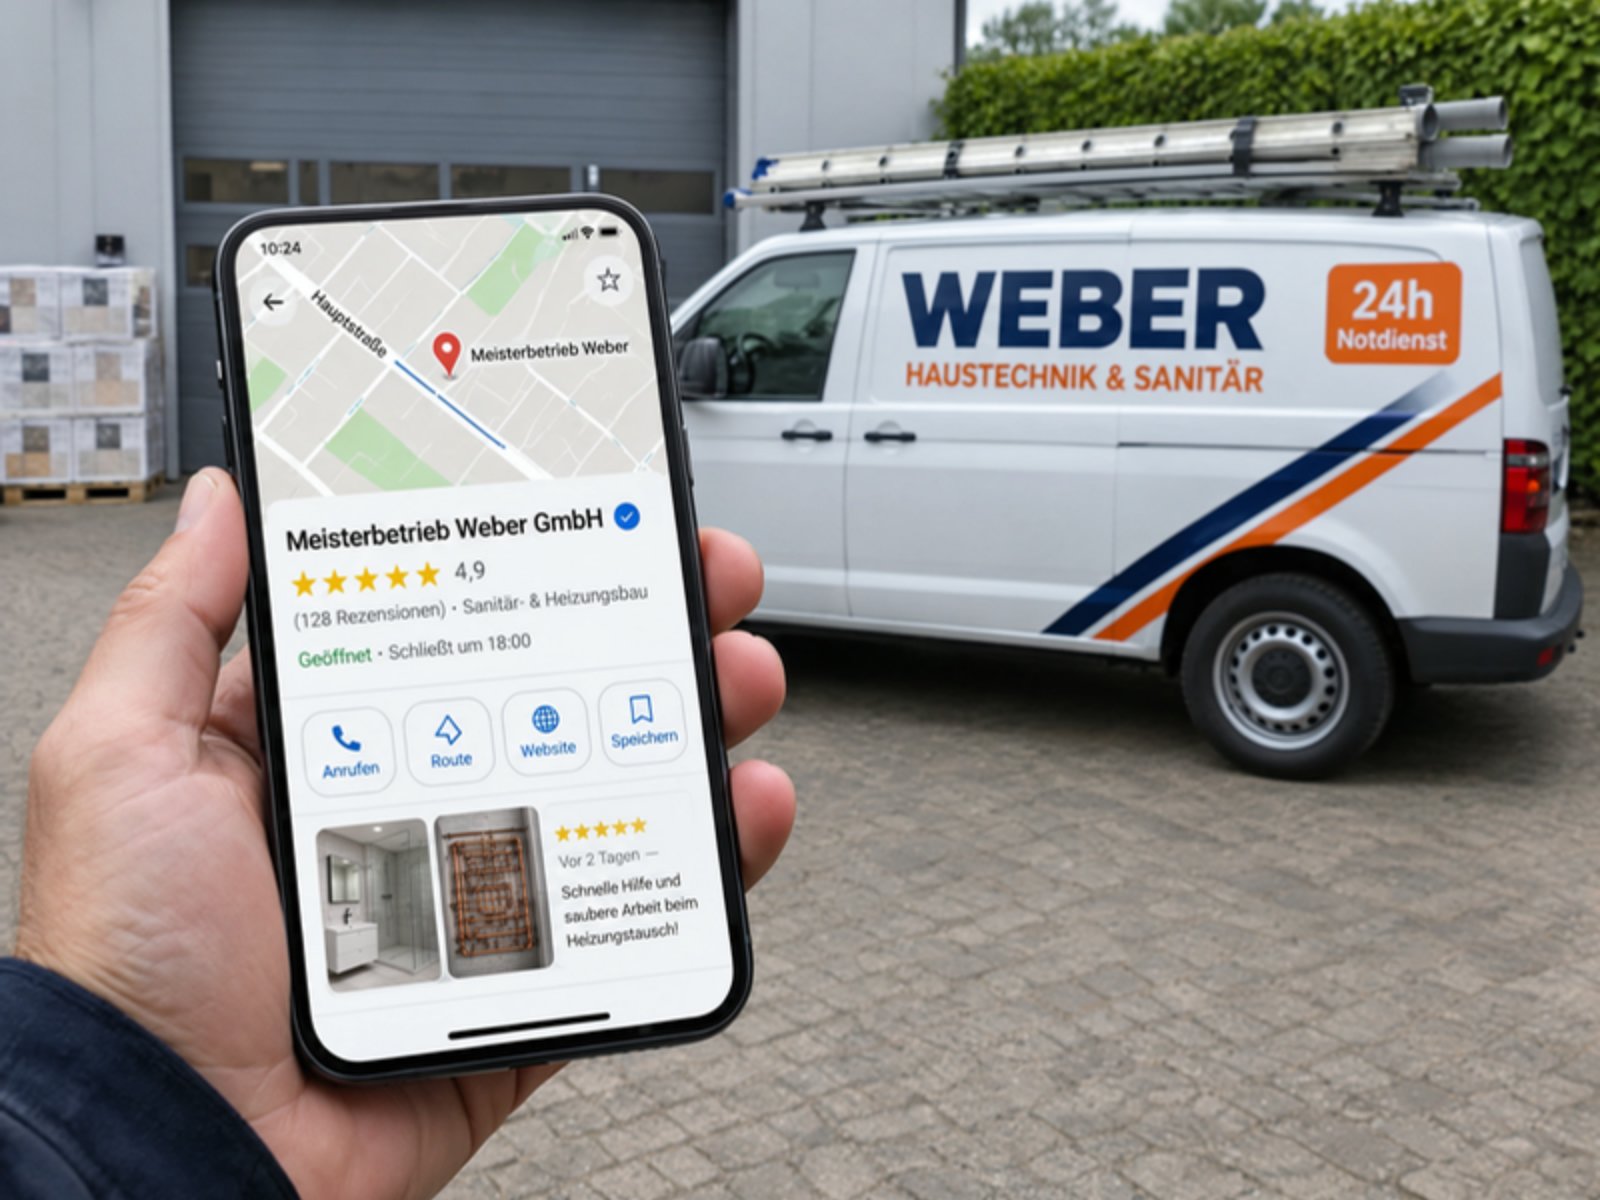 10:24
Hauptstraße
Meisterbetrieb Weber
Meisterbetrieb Weber GmbH
4,9
(128 Rezensionen) · Sanitär- & Heizungsbau
Geöffnet · Schließt um 18:00
Anrufen
Route
Website
Speichern
Vor 2 Tagen —
Schnelle Hilfe und
saubere Arbeit beim
Heizungstausch!
WEBER
HAUSTECHNIK & SANITÄR
24h
Notdienst